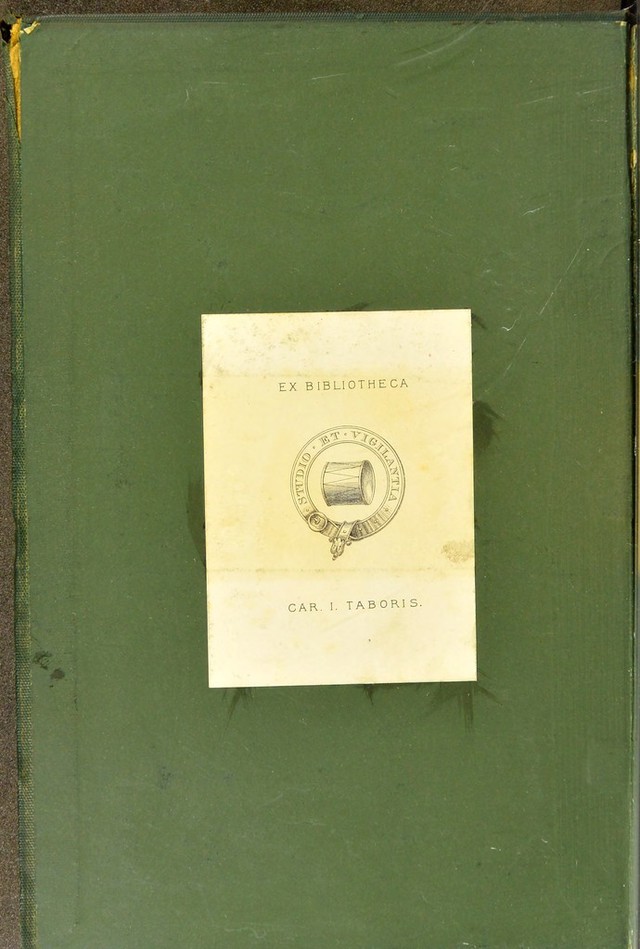 EX BIBLIOTHECA
· STUDIO · ET · VIGILANTIA ·
CAR. I. TABORIS.